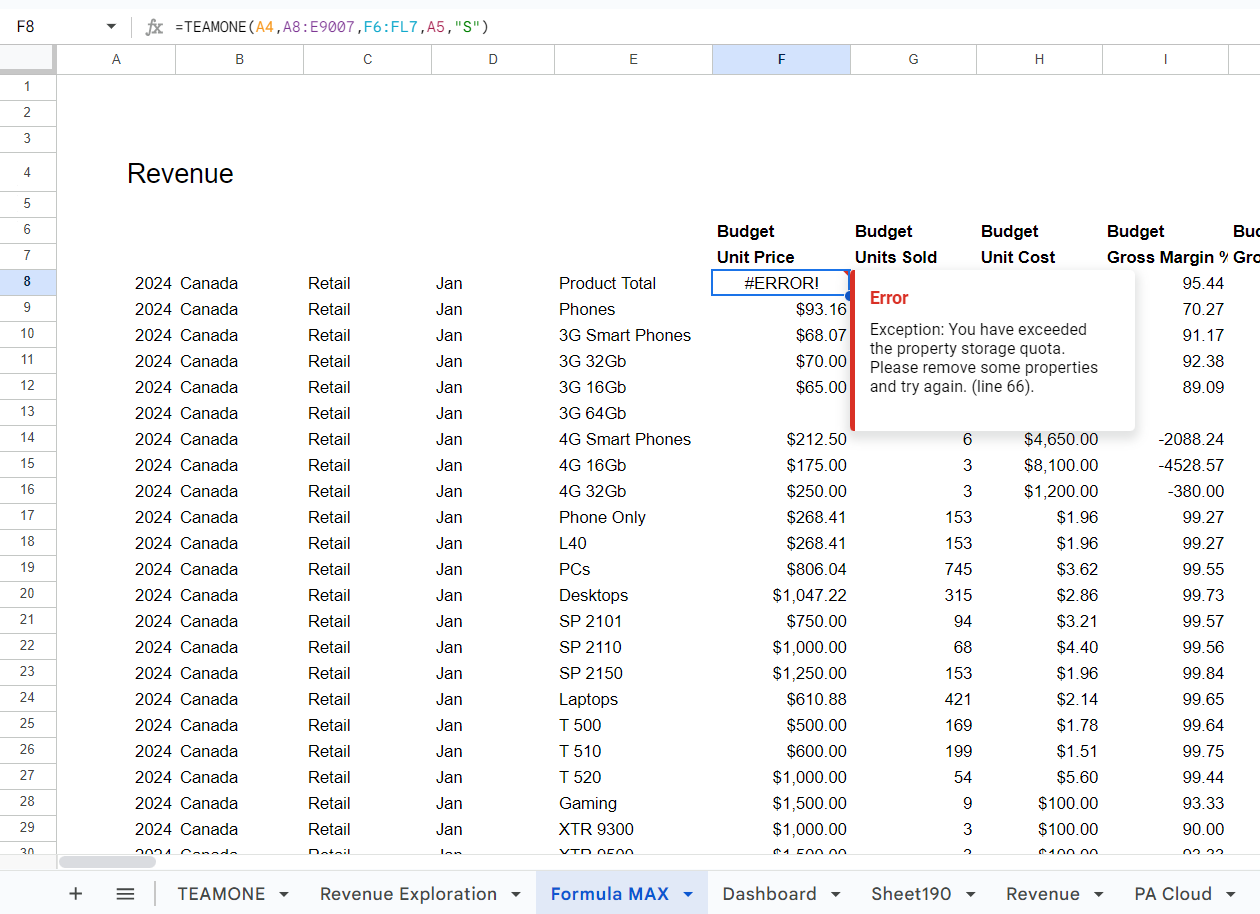 F8 fx =TEAMONE(A4,A8:E9007,F6:FL7,A5,"S")
A B C D E F G H I
1
2
3
4 Revenue
5
6 Budget Budget Budget Budget
7 Unit Price Units Sold Unit Cost Gross Margin %
8 2024 Canada Retail Jan Product Total #ERROR! 95.44
9 2024 Canada Retail Jan Phones $93.16 70.27
10 2024 Canada Retail Jan 3G Smart Phones $68.07 91.17
11 2024 Canada Retail Jan 3G 32Gb $70.00 92.38
12 2024 Canada Retail Jan 3G 16Gb $65.00 89.09
13 2024 Canada Retail Jan 3G 64Gb
Error
Exception: You have exceeded
the property storage quota.
Please remove some properties
and try again. (line 66).
14 2024 Canada Retail Jan 4G Smart Phones $212.50 6 $4,650.00 -2088.24
15 2024 Canada Retail Jan 4G 16Gb $175.00 3 $8,100.00 -4528.57
16 2024 Canada Retail Jan 4G 32Gb $250.00 3 $1,200.00 -380.00
17 2024 Canada Retail Jan Phone Only $268.41 153 $1.96 99.27
18 2024 Canada Retail Jan L40 $268.41 153 $1.96 99.27
19 2024 Canada Retail Jan PCs $806.04 745 $3.62 99.55
20 2024 Canada Retail Jan Desktops $1,047.22 315 $2.86 99.73
21 2024 Canada Retail Jan SP 2101 $750.00 94 $3.21 99.57
22 2024 Canada Retail Jan SP 2110 $1,000.00 68 $4.40 99.56
23 2024 Canada Retail Jan SP 2150 $1,250.00 153 $1.96 99.84
24 2024 Canada Retail Jan Laptops $610.88 421 $2.14 99.65
25 2024 Canada Retail Jan T 500 $500.00 169 $1.78 99.64
26 2024 Canada Retail Jan T 510 $600.00 199 $1.51 99.75
27 2024 Canada Retail Jan T 520 $1,000.00 54 $5.60 99.44
28 2024 Canada Retail Jan Gaming $1,500.00 9 $100.00 93.33
29 2024 Canada Retail Jan XTR 9300 $1,000.00 3 $100.00 90.00
30 2024 Canada Retail Jan XTR 9500 $1,500.00 3 $100.00 93.33
TEAMONE Revenue Exploration Formula MAX Dashboard Sheet190 Revenue PA Cloud